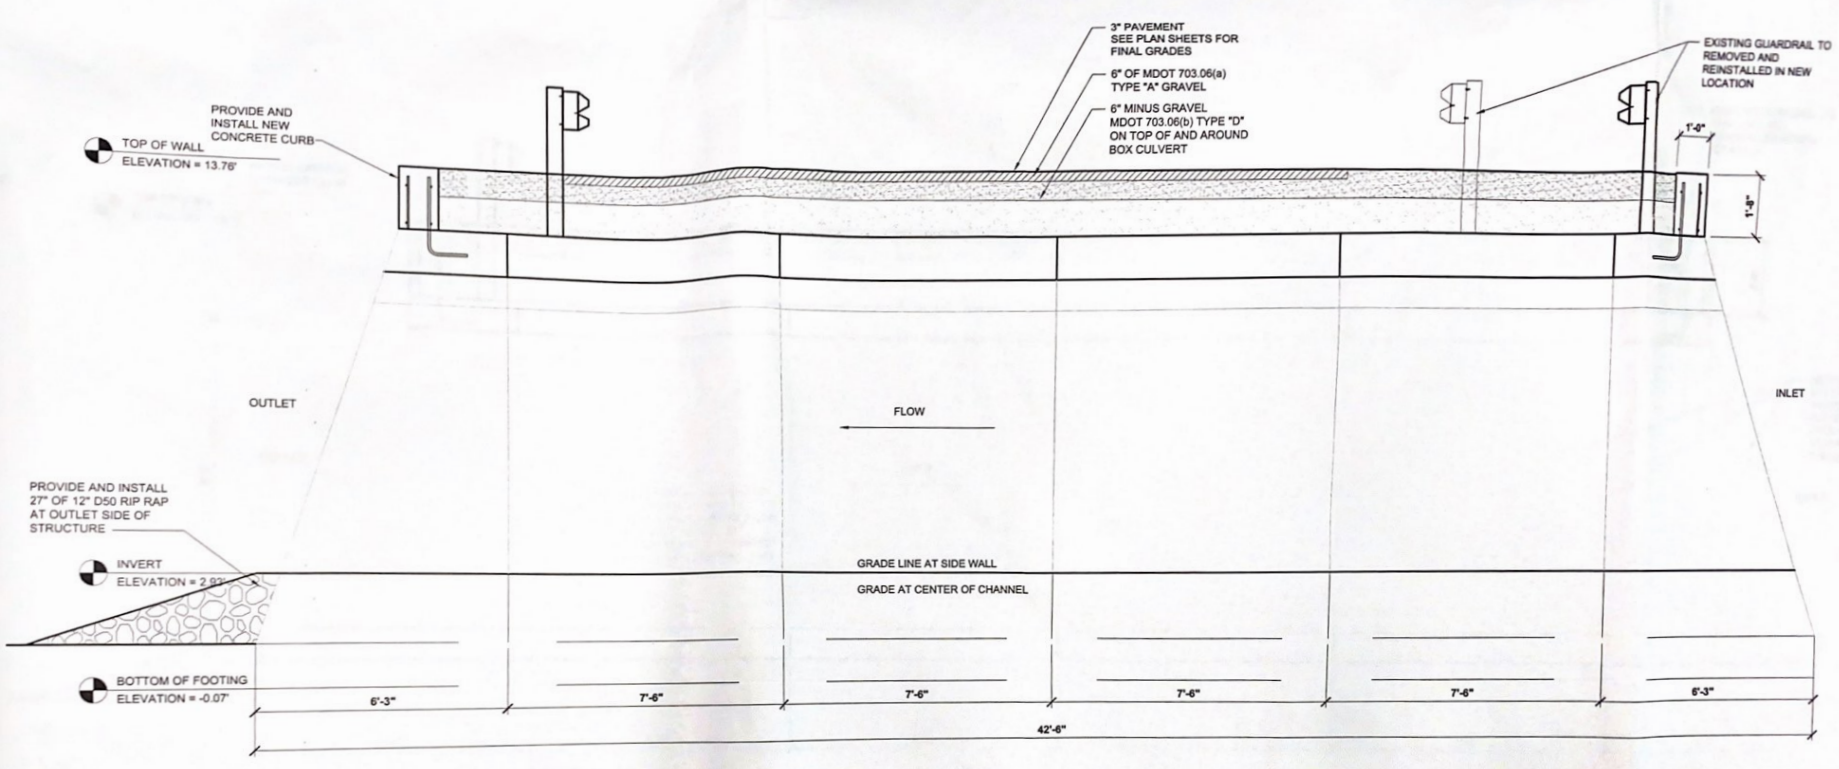 3" PAVEMENT
SEE PLAN SHEETS FOR
FINAL GRADES
EXISTING GUARDRAIL TO
REMOVED AND
REINSTALLED IN NEW
LOCATION
6" OF MDOT 703.06(a)
TYPE "A" GRAVEL
6" MINUS GRAVEL
MDOT 703.06(b) TYPE "D"
ON TOP OF AND AROUND
BOX CULVERT
PROVIDE AND
INSTALL NEW
CONCRETE CURB
TOP OF WALL
ELEVATION = 13.76'
1'-0"
1'-8"
OUTLET
FLOW
INLET
PROVIDE AND INSTALL
27" OF 12" D50 RIP RAP
AT OUTLET SIDE OF
STRUCTURE
INVERT
ELEVATION = 2.93'
GRADE LINE AT SIDE WALL
GRADE AT CENTER OF CHANNEL
BOTTOM OF FOOTING
ELEVATION = -0.07'
6'-3"
7'-6"
7'-6"
7'-6"
7'-6"
6'-3"
42'-6"